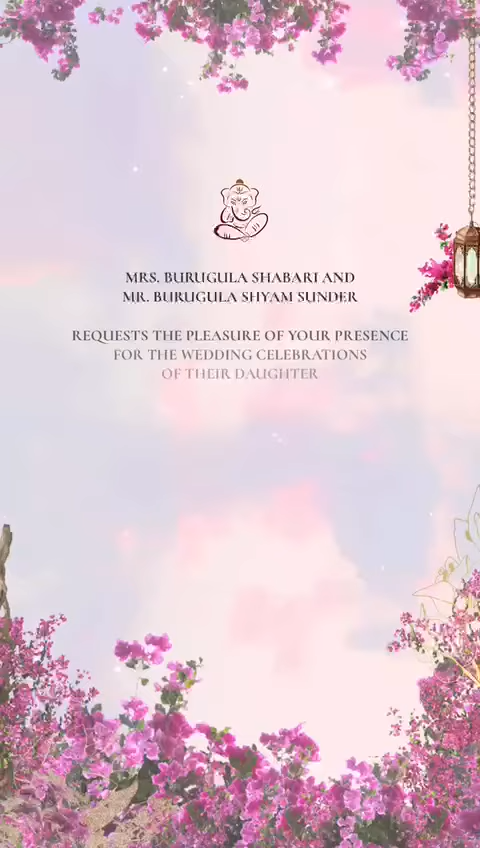 MRS. BURUGULA SHABARI AND
MR. BURUGULA SHYAM SUNDER
REQUESTS THE PLEASURE OF YOUR PRESENCE
FOR THE WEDDING CELEBRATIONS
OF THEIR DAUGHTER